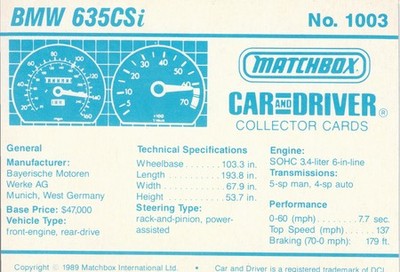 BMW 635CSi
No. 1003
MATCHBOX
CAR AND DRIVER®
COLLECTOR CARDS
General
Manufacturer:
Bayerische Motoren
Werke AG
Munich, West Germany
Base Price: $47,000
Vehicle Type:
front-engine, rear-drive
Technical Specifications
Wheelbase ....... 103.3 in.
Length .......... 193.8 in.
Width ............ 67.9 in.
Height ........... 53.7 in.
Steering Type:
rack-and-pinion, power-
assisted
Engine:
SOHC 3.4-liter 6-in-line
Transmissions:
5-sp man, 4-sp auto
Performance
0-60 (mph) ....... 7.7 sec.
Top Speed (mph) ..... 137
Braking (70-0 mph): 179 ft.
Copyright © 1989 Matchbox International Ltd. • Car and Driver is a registered trademark of DCI